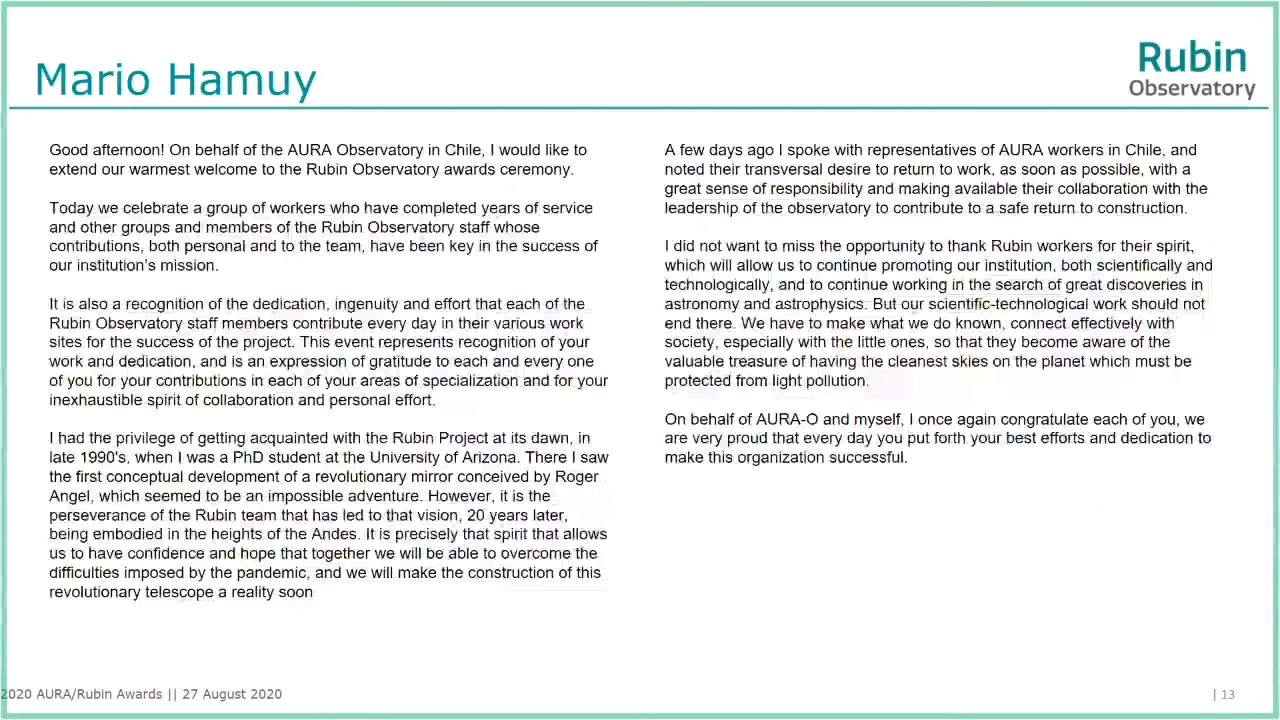 Mario Hamuy
Rubin
Observatory
Good afternoon! On behalf of the AURA Observatory in Chile, I would like to
extend our warmest welcome to the Rubin Observatory awards ceremony.
Today we celebrate a group of workers who have completed years of service
and other groups and members of the Rubin Observatory staff whose
contributions, both personal and to the team, have been key in the success of
our institution's mission.
It is also a recognition of the dedication, ingenuity and effort that each of the
Rubin Observatory staff members contribute every day in their various work
sites for the success of the project. This event represents recognition of your
work and dedication, and is an expression of gratitude to each and every one
of you for your contributions in each of your areas of specialization and for your
inexhaustible spirit of collaboration and personal effort.
I had the privilege of getting acquainted with the Rubin Project at its dawn, in
late 1990's, when I was a PhD student at the University of Arizona. There I saw
the first conceptual development of a revolutionary mirror conceived by Roger
Angel, which seemed to be an impossible adventure. However, it is the
perseverance of the Rubin team that has led to that vision, 20 years later,
being embodied in the heights of the Andes. It is precisely that spirit that allows
us to have confidence and hope that together we will be able to overcome the
difficulties imposed by the pandemic, and we will make the construction of this
revolutionary telescope a reality soon
A few days ago I spoke with representatives of AURA workers in Chile, and
noted their transversal desire to return to work, as soon as possible, with a
great sense of responsibility and making available their collaboration with the
leadership of the observatory to contribute to a safe return to construction.
I did not want to miss the opportunity to thank Rubin workers for their spirit,
which will allow us to continue promoting our institution, both scientifically and
technologically, and to continue working in the search of great discoveries in
astronomy and astrophysics. But our scientific-technological work should not
end there. We have to make what we do known, connect effectively with
society, especially with the little ones, so that they become aware of the
valuable treasure of having the cleanest skies on the planet which must be
protected from light pollution.
On behalf of AURA-O and myself, I once again congratulate each of you, we
are very proud that every day you put forth your best efforts and dedication to
make this organization successful.
2020 AURA/Rubin Awards || 27 August 2020
| 13